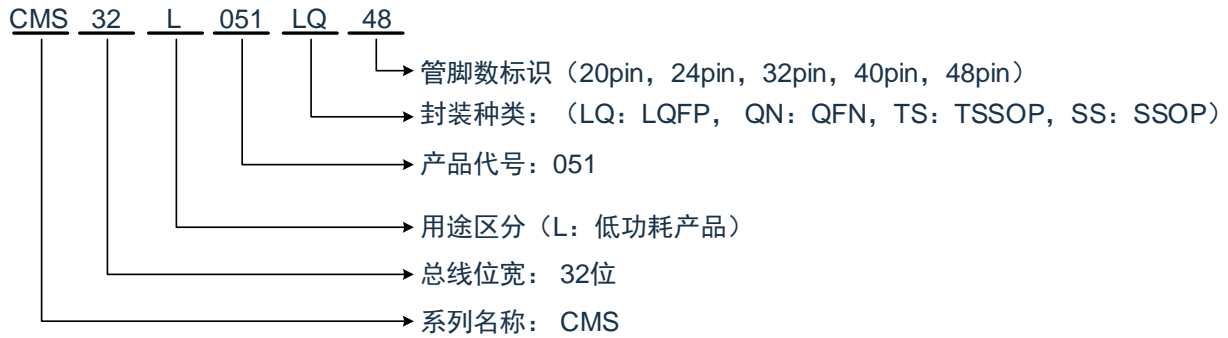 CMS 32 L 051 LQ 48
管脚数标识（20pin，24pin，32pin，40pin，48pin）
封装种类：（LQ：LQFP， QN：QFN，TS：TSSOP，SS：SSOP）
产品代号：051
用途区分（L：低功耗产品）
总线位宽： 32位
系列名称： CMS